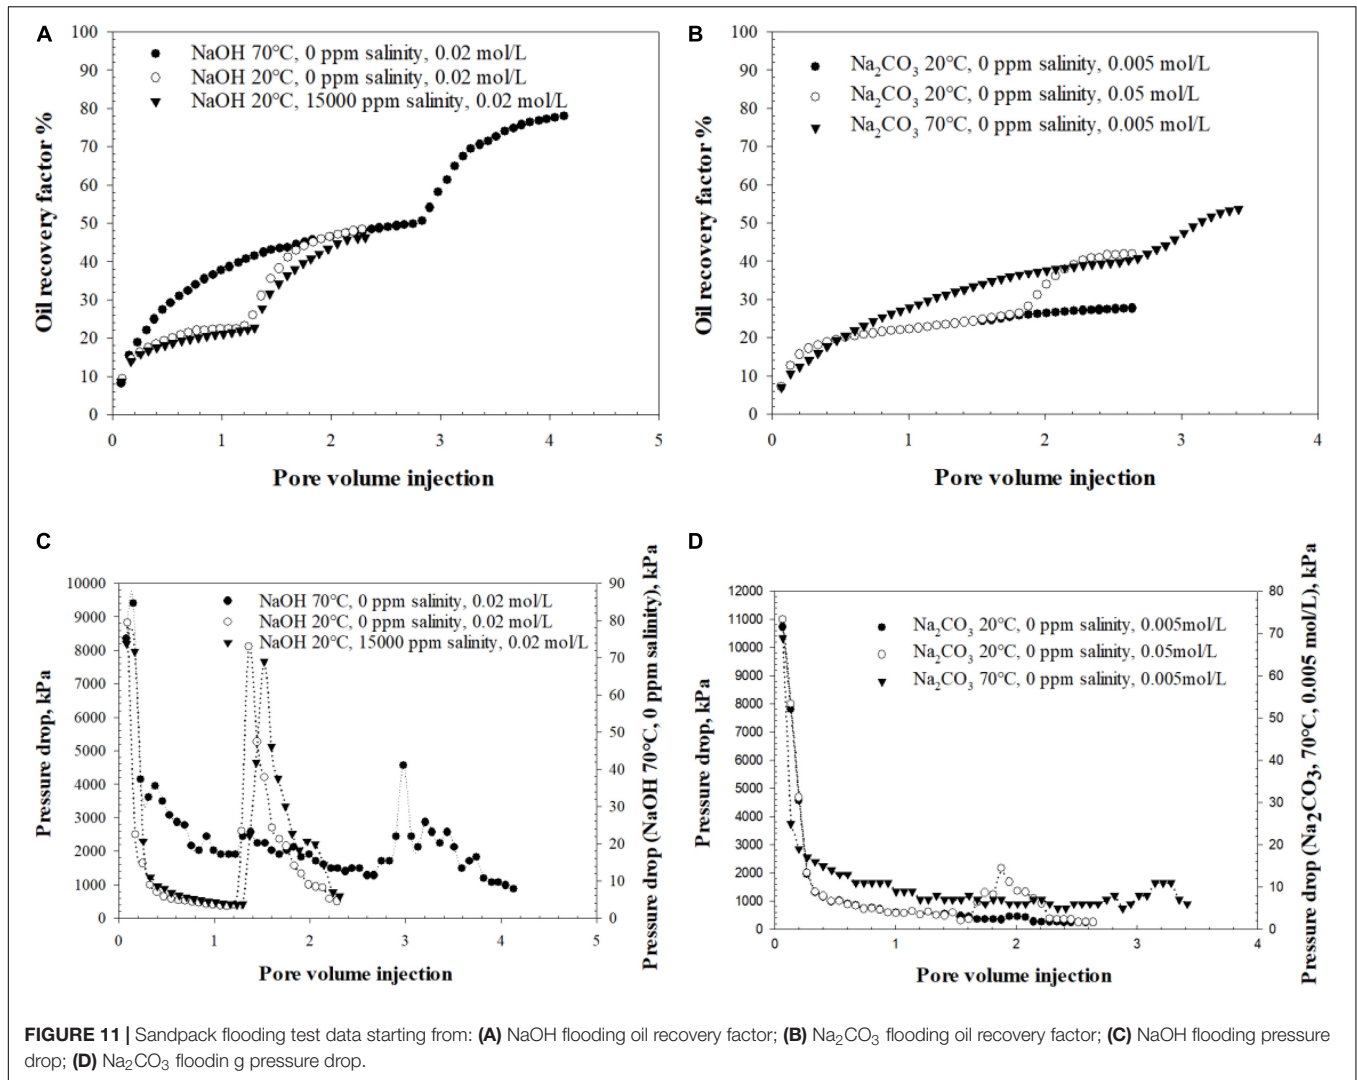 A
NaOH 70°C, 0 ppm salinity, 0.02 mol/L
NaOH 20°C, 0 ppm salinity, 0.02 mol/L
NaOH 20°C, 15000 ppm salinity, 0.02 mol/L
Oil recovery factor %
100
90
80
70
60
50
40
30
20
10
0
0 1 2 3 4 5
Pore volume injection
B
Na2CO3 20°C, 0 ppm salinity, 0.005 mol/L
Na2CO3 20°C, 0 ppm salinity, 0.05 mol/L
Na2CO3 70°C, 0 ppm salinity, 0.005 mol/L
Oil recovery factor %
100
90
80
70
60
50
40
30
20
10
0
0 1 2 3 4
Pore volume injection
C
NaOH 70°C, 0 ppm salinity, 0.02 mol/L
NaOH 20°C, 0 ppm salinity, 0.02 mol/L
NaOH 20°C, 15000 ppm salinity, 0.02 mol/L
Pressure drop, kPa
10000
9000
8000
7000
6000
5000
4000
3000
2000
1000
0
0 1 2 3 4 5
Pore volume injection
90
80
70
60
50
40
30
20
10
0
Pressure drop (NaOH 70°C, 0 ppm salinity), kPa
D
Na2CO3 20°C, 0 ppm salinity, 0.005mol/L
Na2CO3 20°C, 0 ppm salinity, 0.05mol/L
Na2CO3 70°C, 0 ppm salinity, 0.005mol/L
Pressure drop, kPa
12000
11000
10000
9000
8000
7000
6000
5000
4000
3000
2000
1000
0
0 1 2 3 4
Pore volume injection
80
70
60
50
40
30
20
10
0
Pressure drop (Na2CO3, 70°C, 0.005 mol/L), kPa
FIGURE 11 | Sandpack flooding test data starting from: (A) NaOH flooding oil recovery factor; (B) Na2CO3 flooding oil recovery factor; (C) NaOH flooding pressure
drop; (D) Na2CO3 floodin g pressure drop.